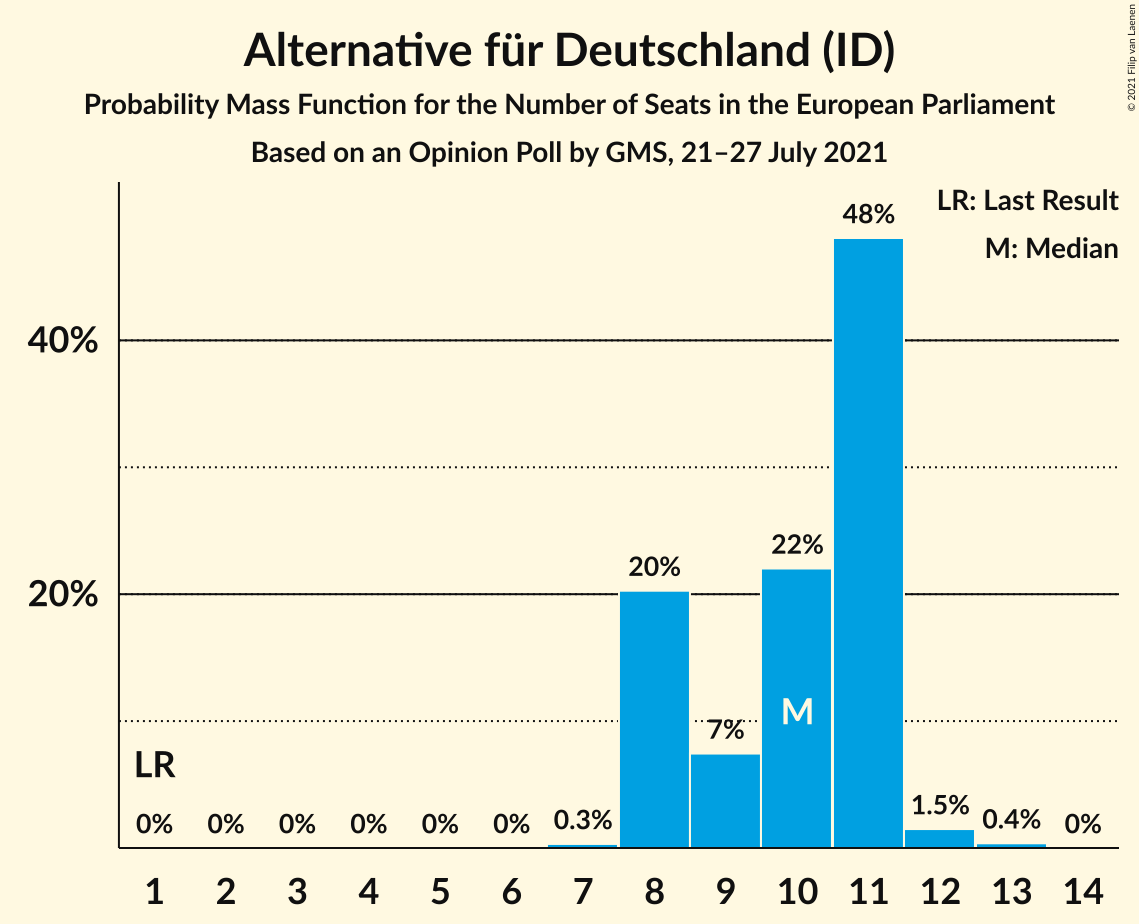 Alternative für Deutschland (ID)
Probability Mass Function for the Number of Seats in the European Parliament
Based on an Opinion Poll by GMS, 21–27 July 2021
© 2021 Filip van Laenen
LR: Last Result
M: Median
40%
20%
LR
M
0%
0%
0%
0%
0%
0%
0.3%
20%
7%
22%
48%
1.5%
0.4%
0%
1 2 3 4 5 6 7 8 9 10 11 12 13 14